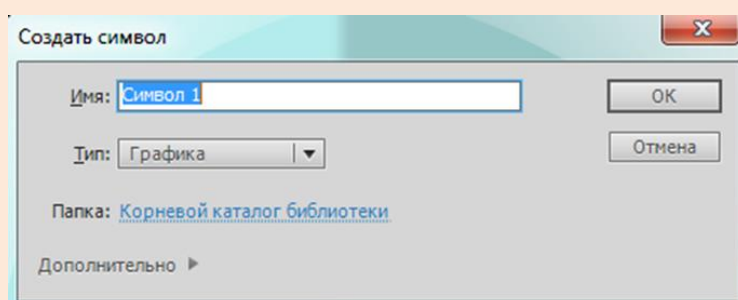 Создать символ
Имя: Символ 1
OK
Тип: Графика
Отмена
Папка: Корневой каталог библиотеки
Дополнительно